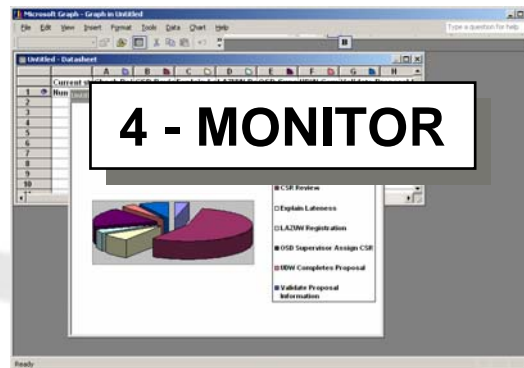 Microsoft Graph - Graph in Untitled
File Edit View Insert Format Tools Data Chart Help
Type a question for help
Untitled - Datasheet
A B C D E F G H
1 Num
2
3
4
5
6
7
8
9
10
4 - MONITOR
CSR Review
Explain Lateness
LAZUW Registration
OSD Supervisor Assign CSR
UDW Completes Proposal
Validate Proposal
Information
Ready